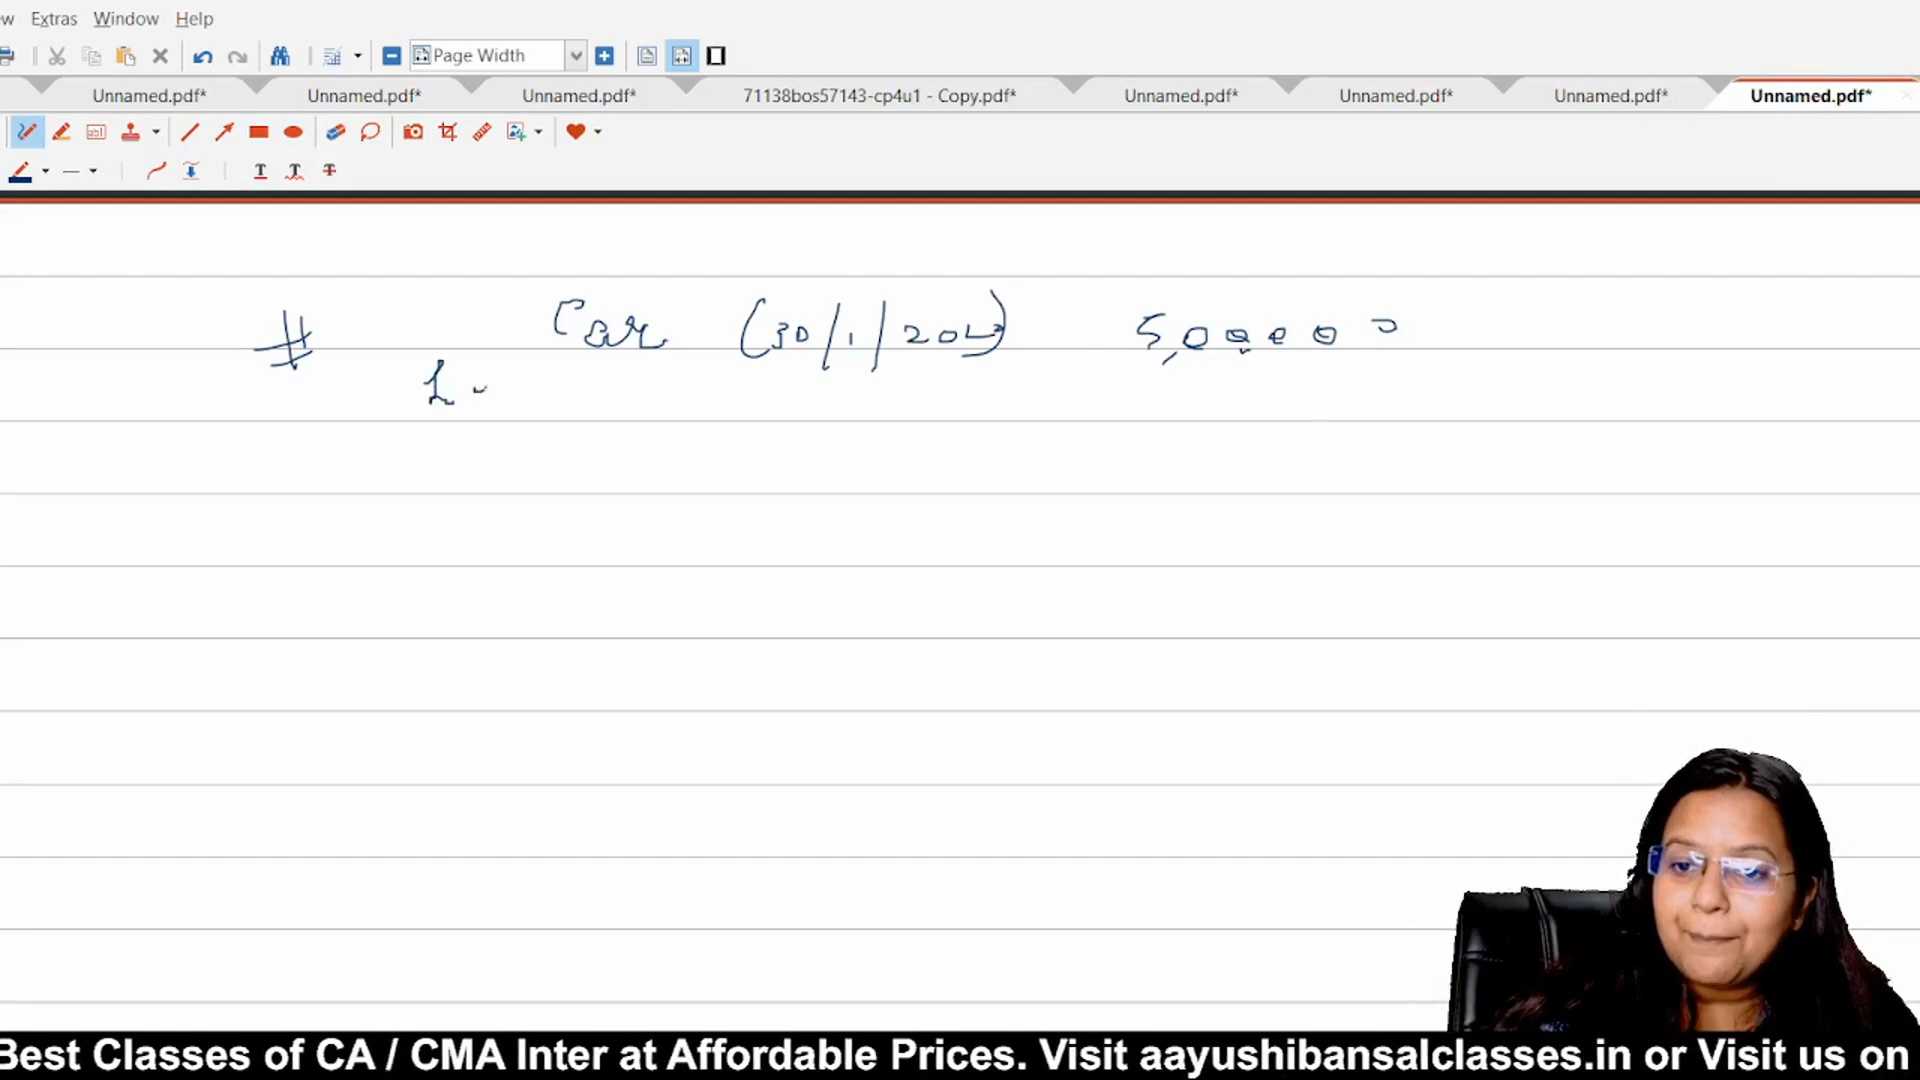 Extras Window Help
Page Width
Unnamed.pdf* Unnamed.pdf* Unnamed.pdf* 71138bos57143-cp4u1 - Copy.pdf* Unnamed.pdf* Unnamed.pdf* Unnamed.pdf* Unnamed.pdf*
# Car (30/1/2023) 5,00000
Best Classes of CA / CMA Inter at Affordable Prices. Visit aayushibansalclasses.in or Visit us on